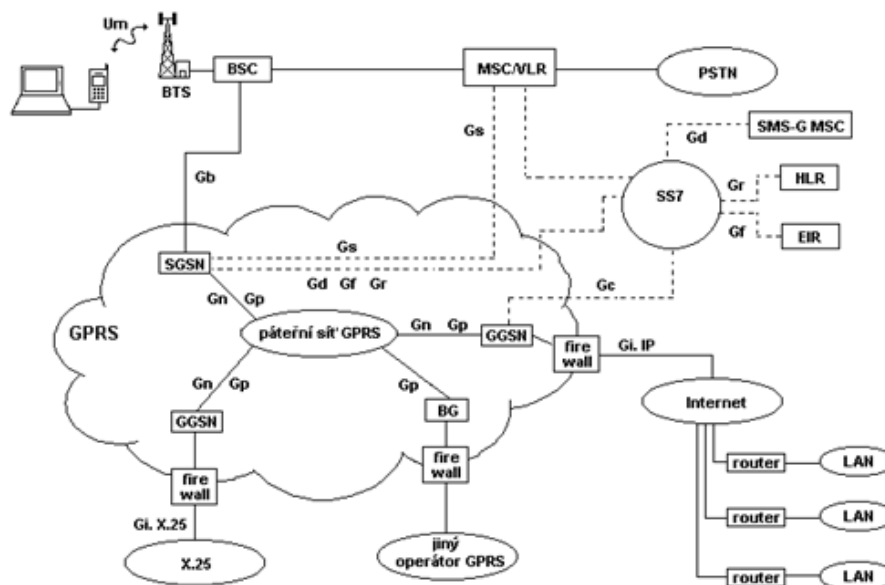 Um
BTS
BSC
MSC/VLR
PSTN
Gs
SMS-G MSC
Gd
Gb
SS7
Gr
HLR
Gf
EIR
SGSN
Gs
Gd Gf Gr
Gc
Gn Gp
GPRS
páteřní síť GPRS
Gn Gp
GGSN
fire
wall
Gi. IP
Gn
Gp
Gp
Internet
GGSN
BG
fire
wall
fire
wall
router
LAN
Gi. X.25
router
LAN
X.25
jiný
operátor GPRS
router
LAN